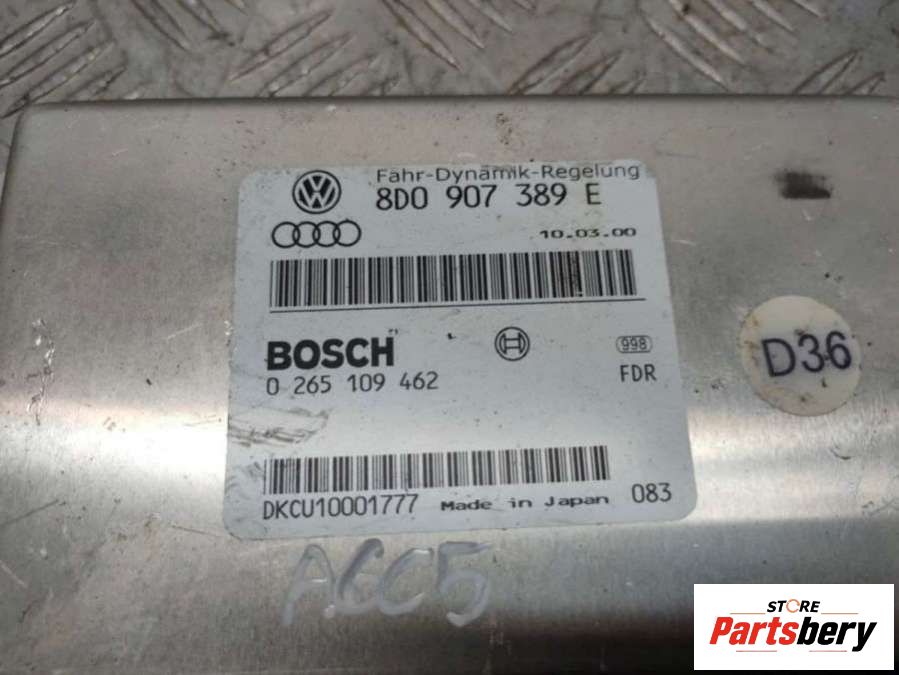 Fahr-Dynamik-Regelung
8D0 907 389 E
10.03.00
BOSCH
998
0 265 109 462
FDR
D36
DKCU10001777 Made in Japan 083
A6C5
STORE
Partsbery